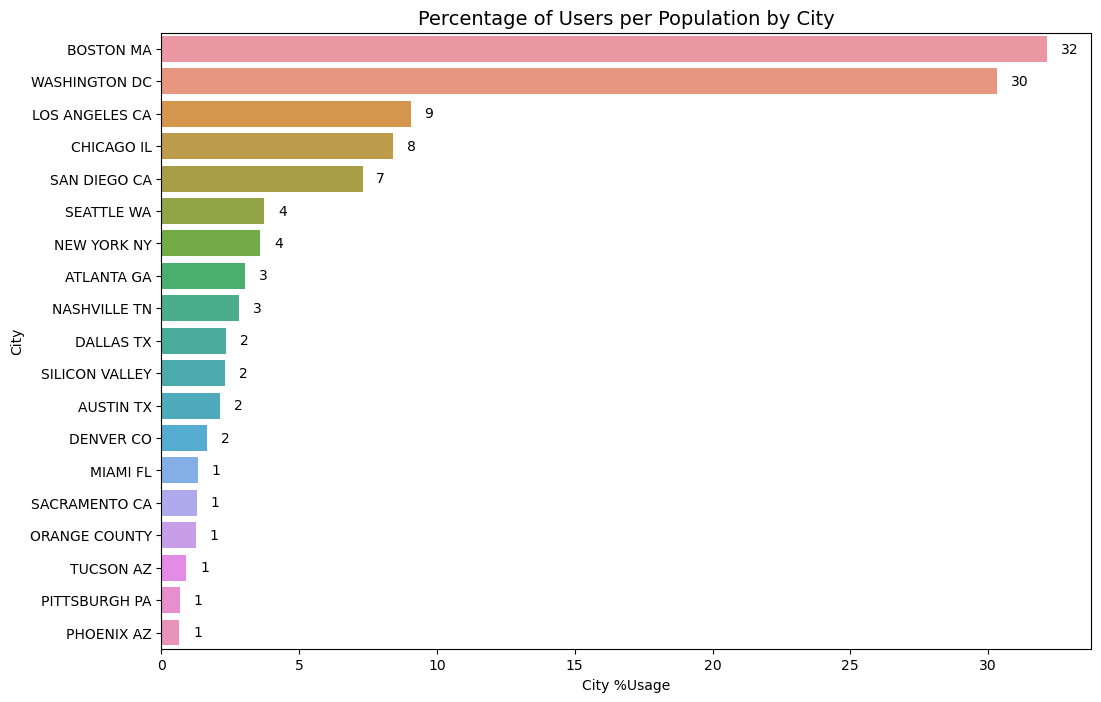 Percentage of Users per Population by City
BOSTON MA 32
WASHINGTON DC 30
LOS ANGELES CA 9
CHICAGO IL 8
SAN DIEGO CA 7
SEATTLE WA 4
NEW YORK NY 4
ATLANTA GA 3
NASHVILLE TN 3
DALLAS TX 2
SILICON VALLEY 2
AUSTIN TX 2
DENVER CO 2
MIAMI FL 1
SACRAMENTO CA 1
ORANGE COUNTY 1
TUCSON AZ 1
PITTSBURGH PA 1
PHOENIX AZ 1
City
0 5 10 15 20 25 30
City %Usage